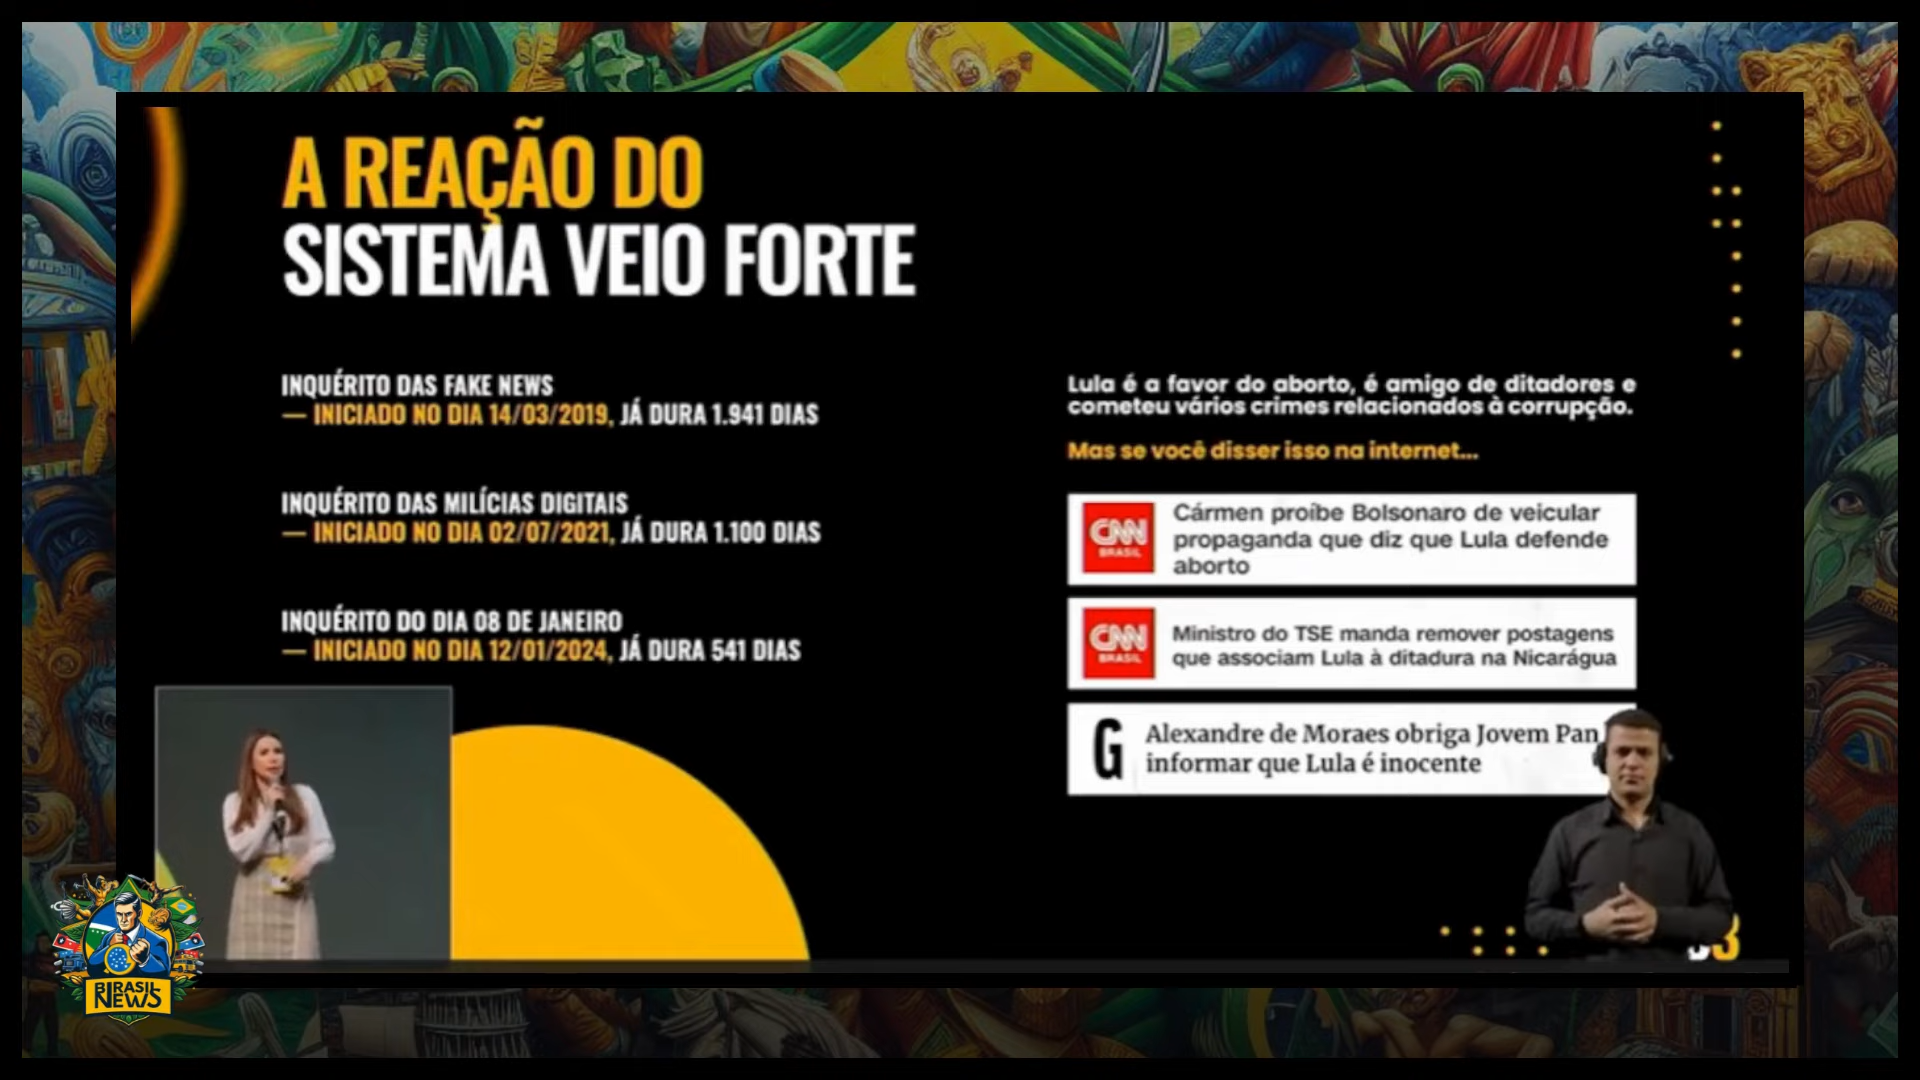 A REAÇÃO DO
SISTEMA VEIO FORTE
INQUÉRITO DAS FAKE NEWS
— INICIADO NO DIA 14/03/2019, JÁ DURA 1.941 DIAS
INQUÉRITO DAS MILÍCIAS DIGITAIS
— INICIADO NO DIA 02/07/2021, JÁ DURA 1.100 DIAS
INQUÉRITO DO DIA 08 DE JANEIRO
— INICIADO NO DIA 12/01/2024, JÁ DURA 541 DIAS
Lula é a favor do aborto, é amigo de ditadores e
cometeu vários crimes relacionados à corrupção.
Mas se você disser isso na internet...
CNN
BRASIL
Cármen proíbe Bolsonaro de veicular
propaganda que diz que Lula defende
aborto
CNN
BRASIL
Ministro do TSE manda remover postagens
que associam Lula à ditadura na Nicarágua
G
Alexandre de Moraes obriga Jovem Pan
informar que Lula é inocente
BRASIL
NEWS